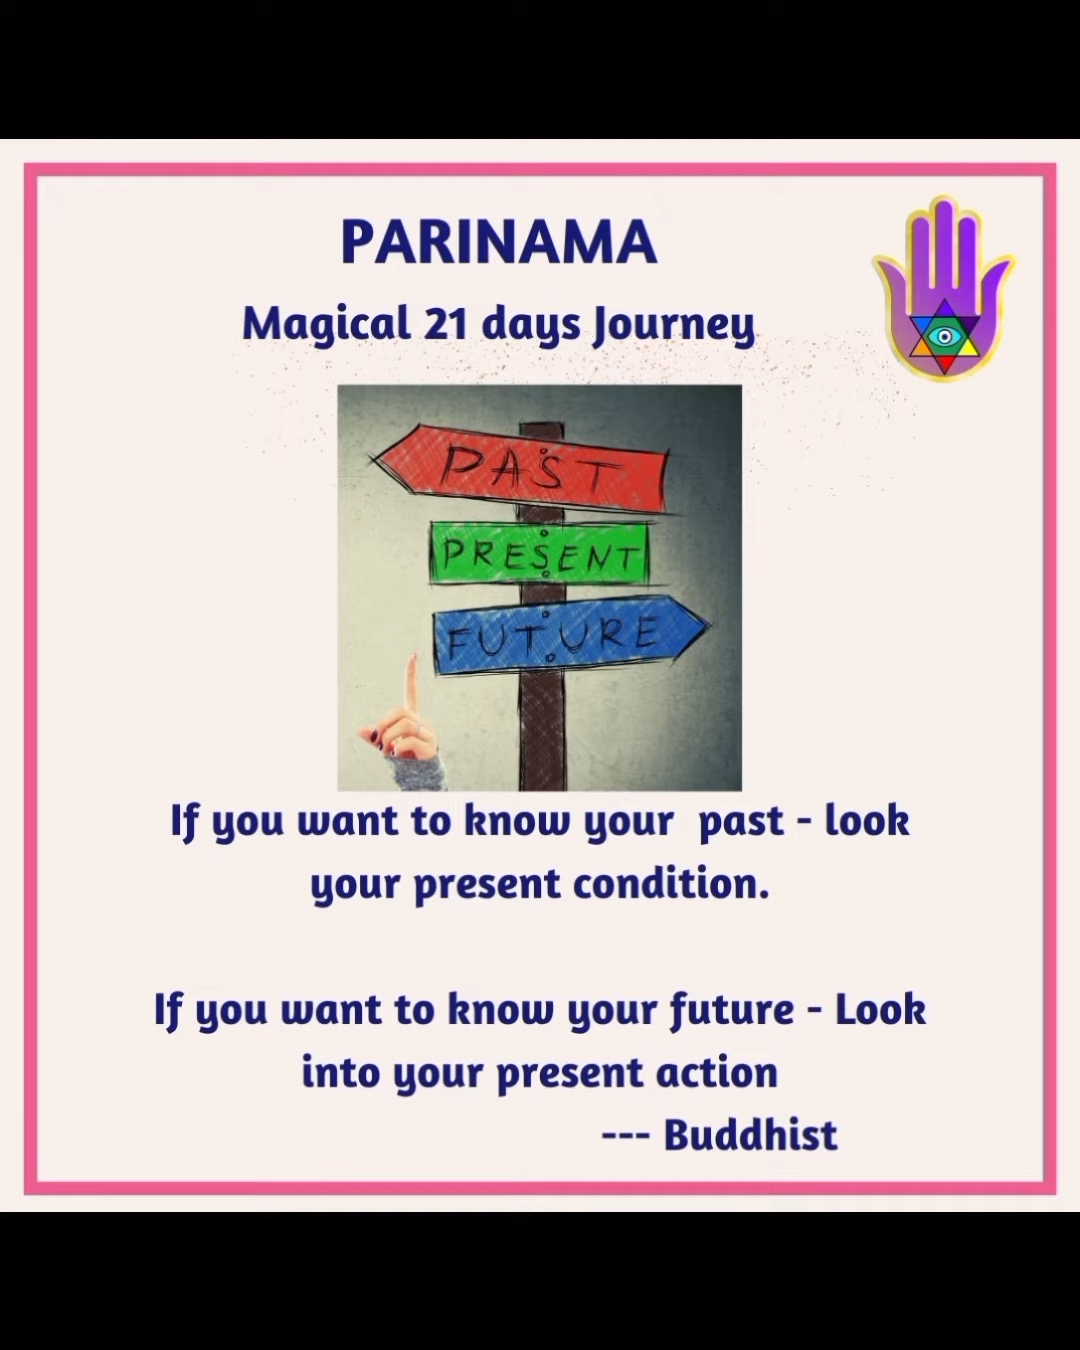 PARINAMA
Magical 21 days Journey
PAST
PRESENT
FUTURE
If you want to know your  past - look
your present condition.
If you want to know your future - Look
into your present action
--- Buddhist